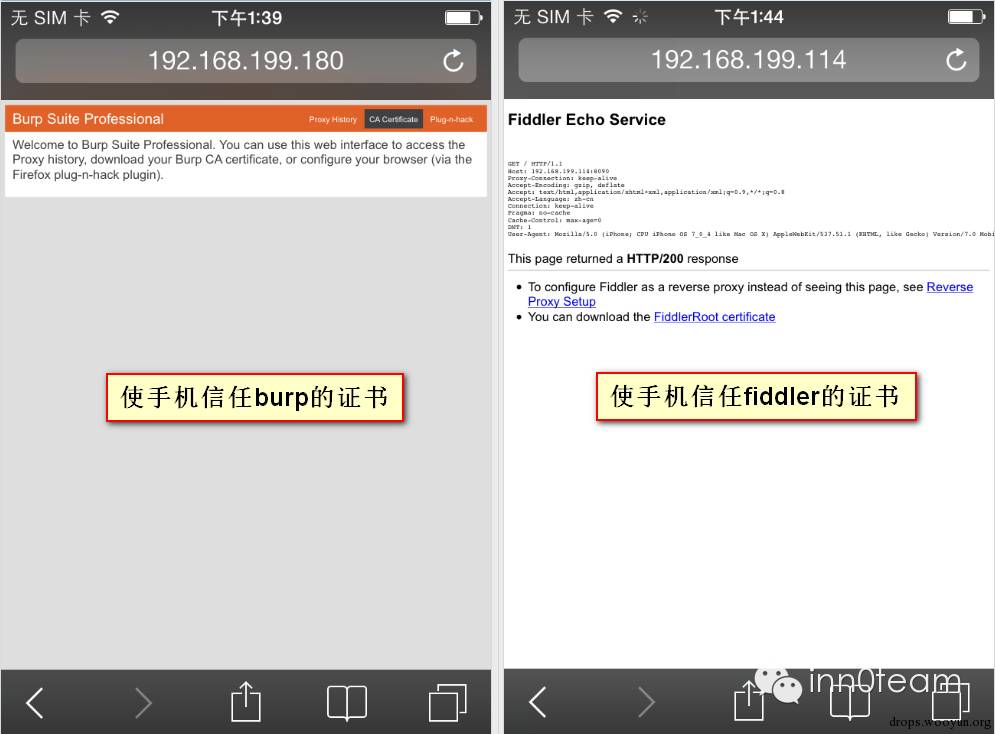 无 SIM 卡 下午1:39
192.168.199.180
Burp Suite Professional Proxy History CA Certificate Plug-n-hack
Welcome to Burp Suite Professional. You can use this web interface to access the
Proxy history, download your Burp CA certificate, or configure your browser (via the
Firefox plug-n-hack plugin).
使手机信任burp的证书
无 SIM 卡 下午1:44
192.168.199.114
Fiddler Echo Service
GET / HTTP/1.1
Host: 192.168.199.114:8090
Proxy-Connection: keep-alive
Accept-Encoding: gzip, deflate
Accept: text/html,application/xhtml+xml,application/xml;q=0.9,*/*;q=0.8
Accept-Language: zh-cn
Connection: keep-alive
Pragma: no-cache
Cache-Control: max-age=0
DNT: 1
User-Agent: Mozilla/5.0 (iPhone; CPU iPhone OS 7_0_4 like Mac OS X) AppleWebKit/537.51.1 (KHTML, like Gecko) Version/7.0 Mobi
This page returned a HTTP/200 response
To configure Fiddler as a reverse proxy instead of seeing this page, see Reverse
Proxy Setup
You can download the FiddlerRoot certificate
使手机信任fiddler的证书
inn0team
drops.wooyun.org